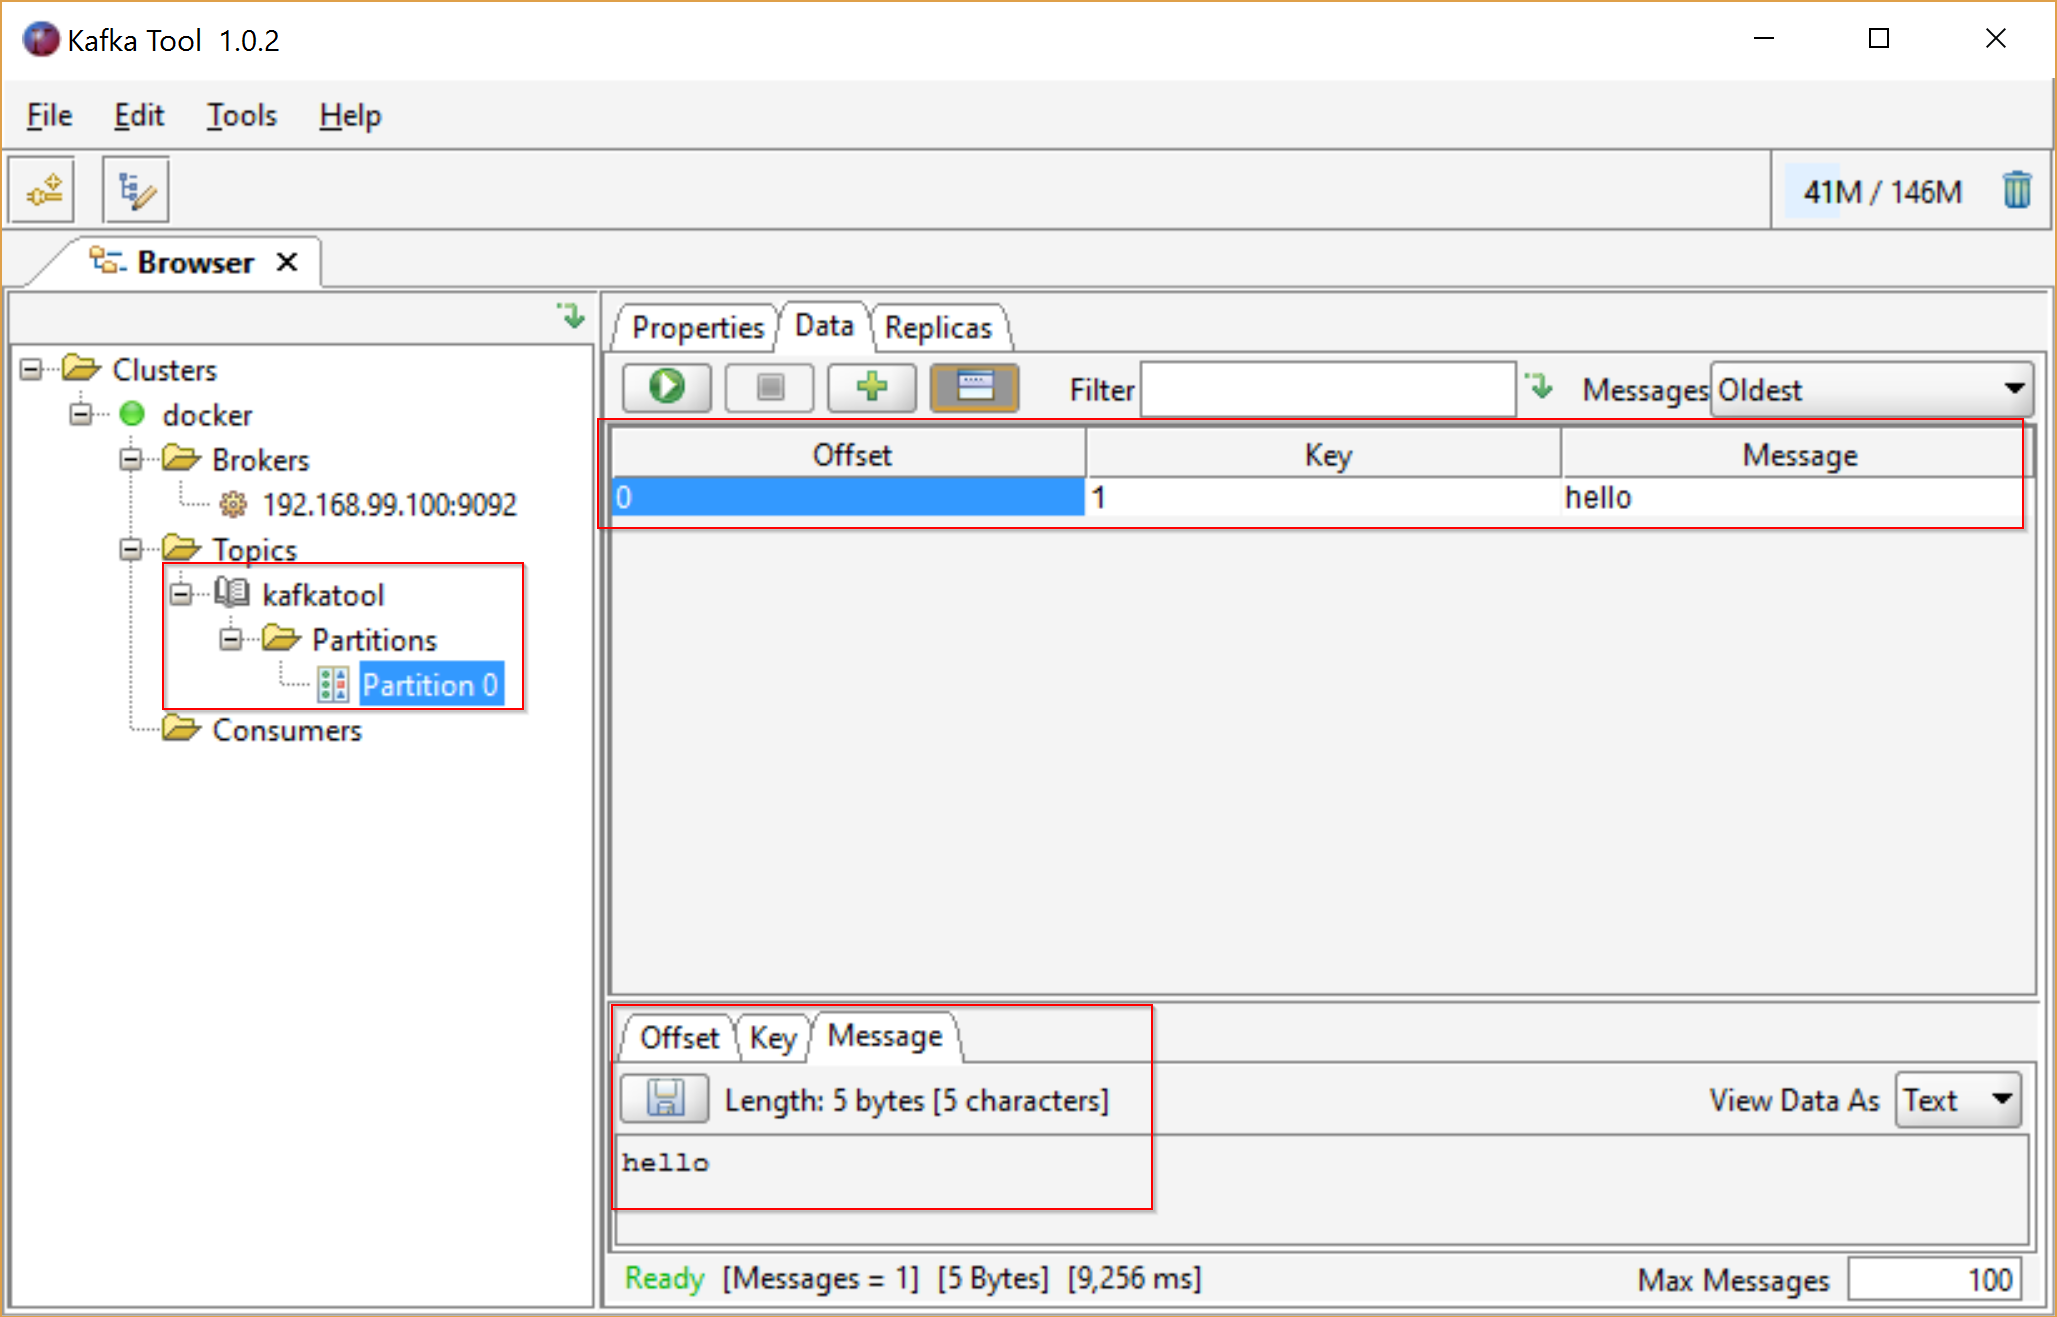 Kafka Tool 1.0.2
File Edit Tools Help
41M / 146M
Browser
Clusters
docker
Brokers
192.168.99.100:9092
Topics
kafkatool
Partitions
Partition 0
Consumers
Properties Data Replicas
Filter Messages Oldest
Offset Key Message
0 1 hello
Offset Key Message
Length: 5 bytes [5 characters] View Data As Text
hello
Ready [Messages = 1] [5 Bytes] [9,256 ms] Max Messages 100